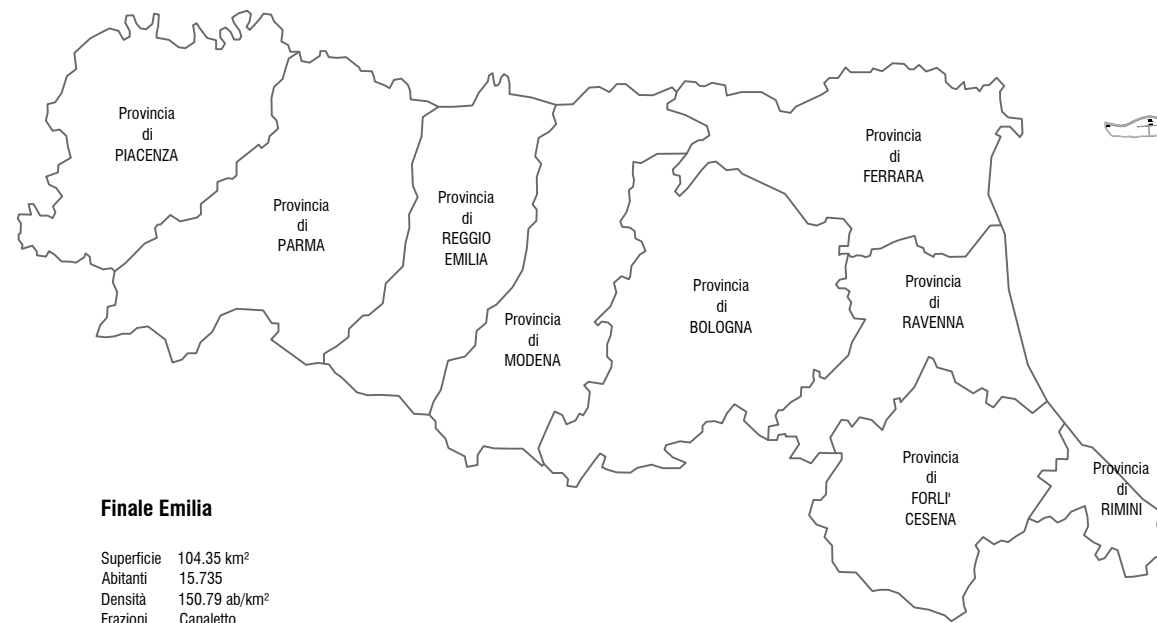 Provincia
di
PIACENZA
Provincia
di
PARMA
Provincia
di
REGGIO
EMILIA
Provincia
di
MODENA
Provincia
di
BOLOGNA
Provincia
di
FERRARA
Provincia
di
RAVENNA
Provincia
di
FORLI'
CESENA
Provincia
di
RIMINI
Finale Emilia
Superficie 104.35 km²
Abitanti 15.735
Densità 150.79 ab/km²
Frazioni Canaletto